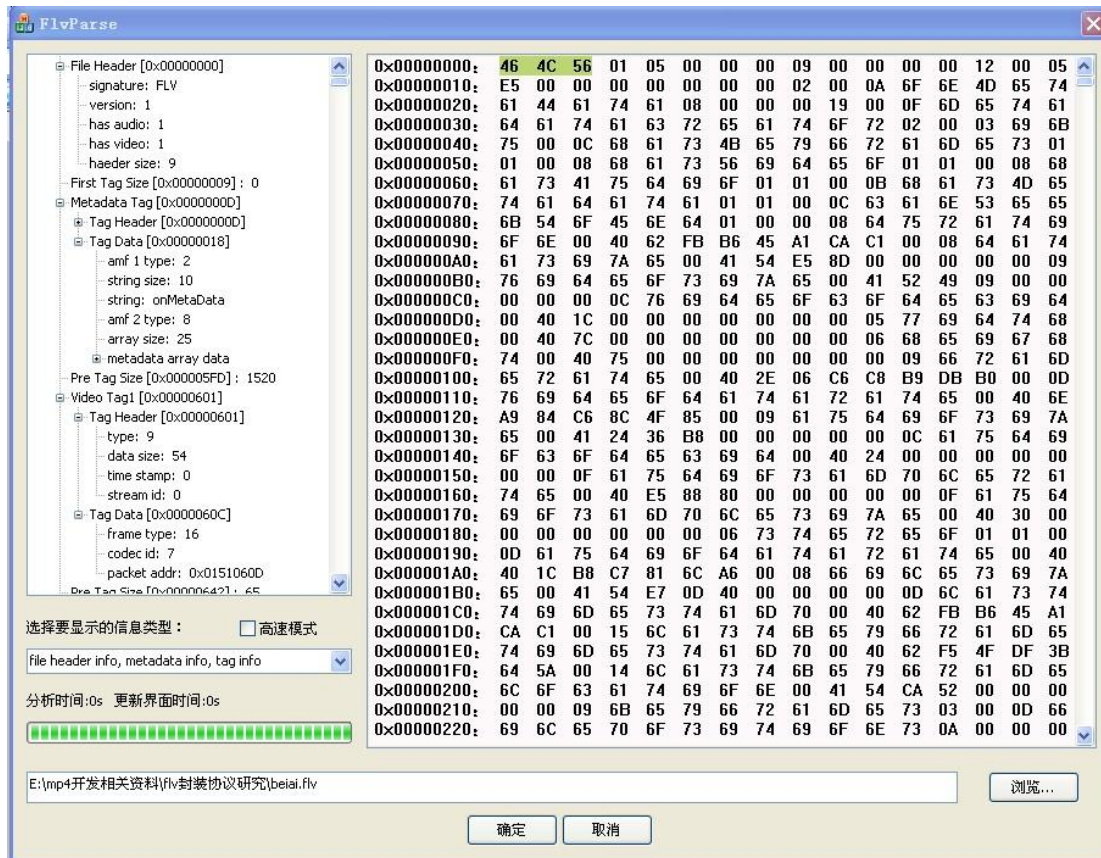 FlvParse
File Header [0x00000000]
signature: FLV
version: 1
has audio: 1
has video: 1
haeder size: 9
First Tag Size [0x00000009] : 0
Metadata Tag [0x0000000D]
Tag Header [0x0000000D]
Tag Data [0x00000018]
amf 1 type: 2
string size: 10
string: onMetaData
amf 2 type: 8
array size: 25
metadata array data
Pre Tag Size [0x000005FD] : 1520
Video Tag1 [0x00000601]
Tag Header [0x00000601]
type: 9
data size: 54
time stamp: 0
stream id: 0
Tag Data [0x0000060C]
frame type: 16
codec id: 7
packet addr: 0x0151060D
Pre Tag Size [0x00000642] : 65
选择要显示的信息类型： 高速模式
file header info, metadata info, tag info
分析时间:0s 更新界面时间:0s
0x00000000: 46 4C 56 01 05 00 00 00 09 00 00 00 00 12 00 05
0x00000010: E5 00 00 00 00 00 00 02 00 0A 6F 6E 4D 65 74
0x00000020: 61 44 61 74 61 08 00 00 00 19 00 0F 6D 65 74 61
0x00000030: 64 61 74 61 63 72 65 61 74 6F 72 02 00 03 69 6B
0x00000040: 75 00 0C 68 61 73 4B 65 79 66 72 61 6D 65 73 01
0x00000050: 01 00 08 68 61 73 56 69 64 65 6F 01 01 00 08 68
0x00000060: 61 73 41 75 64 69 6F 01 01 00 0B 68 61 73 4D 65
0x00000070: 74 61 64 61 74 61 01 01 00 0C 63 61 6E 53 65 65
0x00000080: 6B 54 6F 45 6E 64 01 00 00 08 64 75 72 61 74 69
0x00000090: 6F 6E 00 40 62 FB B6 45 A1 CA C1 00 08 64 61 74
0x000000A0: 61 73 69 7A 65 00 41 54 E5 8D 00 00 00 00 00 09
0x000000B0: 76 69 64 65 6F 73 69 7A 65 00 41 52 49 09 00 00
0x000000C0: 00 00 00 0C 76 69 64 65 6F 63 6F 64 65 63 69 64
0x000000D0: 00 40 1C 00 00 00 00 00 00 00 05 77 69 64 74 68
0x000000E0: 00 40 7C 00 00 00 00 00 00 00 06 68 65 69 67 68
0x000000F0: 74 00 40 75 00 00 00 00 00 00 00 09 66 72 61 6D
0x00000100: 65 72 61 74 65 00 40 2E 06 C6 C8 B9 DB B0 00 0D
0x00000110: 76 69 64 65 6F 64 61 74 61 72 61 74 65 00 40 6E
0x00000120: A9 84 C6 8C 4F 85 00 09 61 75 64 69 6F 73 69 7A
0x00000130: 65 00 41 24 36 B8 00 00 00 00 00 0C 61 75 64 69
0x00000140: 6F 63 6F 64 65 63 69 64 00 40 24 00 00 00 00 00
0x00000150: 00 00 0F 61 75 64 69 6F 73 61 6D 70 6C 65 72 61
0x00000160: 74 65 00 40 E5 88 80 00 00 00 00 00 0F 61 75 64
0x00000170: 69 6F 73 61 6D 70 6C 65 73 69 7A 65 00 40 30 00
0x00000180: 00 00 00 00 00 00 06 73 74 65 72 65 6F 01 01 00
0x00000190: 0D 61 75 64 69 6F 64 61 74 61 72 61 74 65 00 40
0x000001A0: 40 1C B8 C7 81 6C A6 00 08 66 69 6C 65 73 69 7A
0x000001B0: 65 00 41 54 E7 0D 40 00 00 00 00 0D 6C 61 73 74
0x000001C0: 74 69 6D 65 73 74 61 6D 70 00 40 62 FB B6 45 A1
0x000001D0: CA C1 00 15 6C 61 73 74 6B 65 79 66 72 61 6D 65
0x000001E0: 74 69 6D 65 73 74 61 6D 70 00 40 62 F5 4F DF 3B
0x000001F0: 64 5A 00 14 6C 61 73 74 6B 65 79 66 72 61 6D 65
0x00000200: 6C 6F 63 61 74 69 6F 6E 00 41 54 CA 52 00 00 00
0x00000210: 00 00 09 6B 65 79 66 72 61 6D 65 73 03 00 0D 66
0x00000220: 69 6C 65 70 6F 73 69 74 69 6F 6E 73 0A 00 00 00
E:\mp4开发相关资料\flv封装协议研究\beiai.flv 浏览...
确定 取消